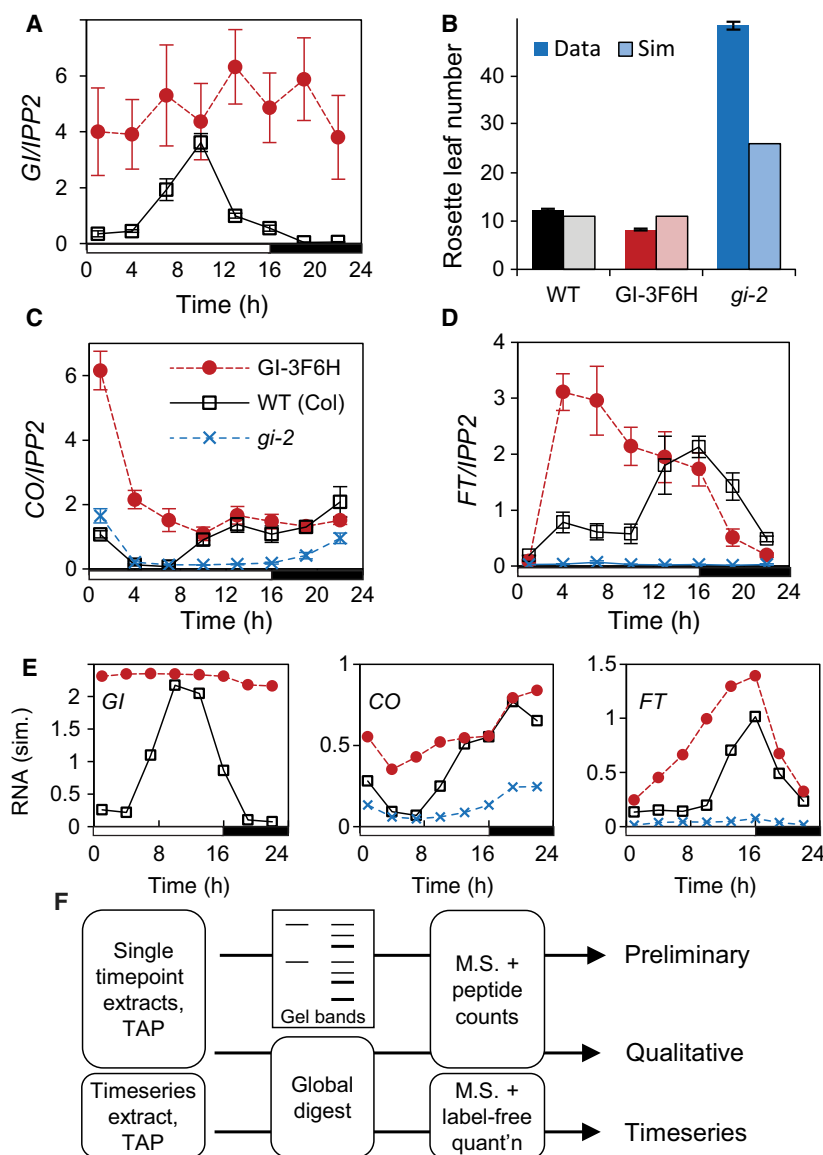 A
GI/IPP2
6
4
2
0
0 4 8 12 16 20 24
Time (h)
B
Rosette leaf number
Data Sim
40
30
20
10
0
WT GI-3F6H gi-2
C
CO/IPP2
6
4
2
0
GI-3F6H
WT (Col)
gi-2
0 4 8 12 16 20 24
Time (h)
D
FT/IPP2
4
3
2
1
0
0 4 8 12 16 20 24
Time (h)
E
RNA (sim.)
GI
2
1.5
1
0.5
0
0 8 16 24
Time (h)
CO
1
0.5
0
0 8 16 24
Time (h)
FT
1.5
1
0.5
0
0 8 16 24
Time (h)
F
Single
timepoint
extracts,
TAP
Gel bands
M.S. +
peptide
counts
Preliminary
Qualitative
Timeseries
extract,
TAP
Global
digest
M.S. +
label-free
quant'n
Timeseries